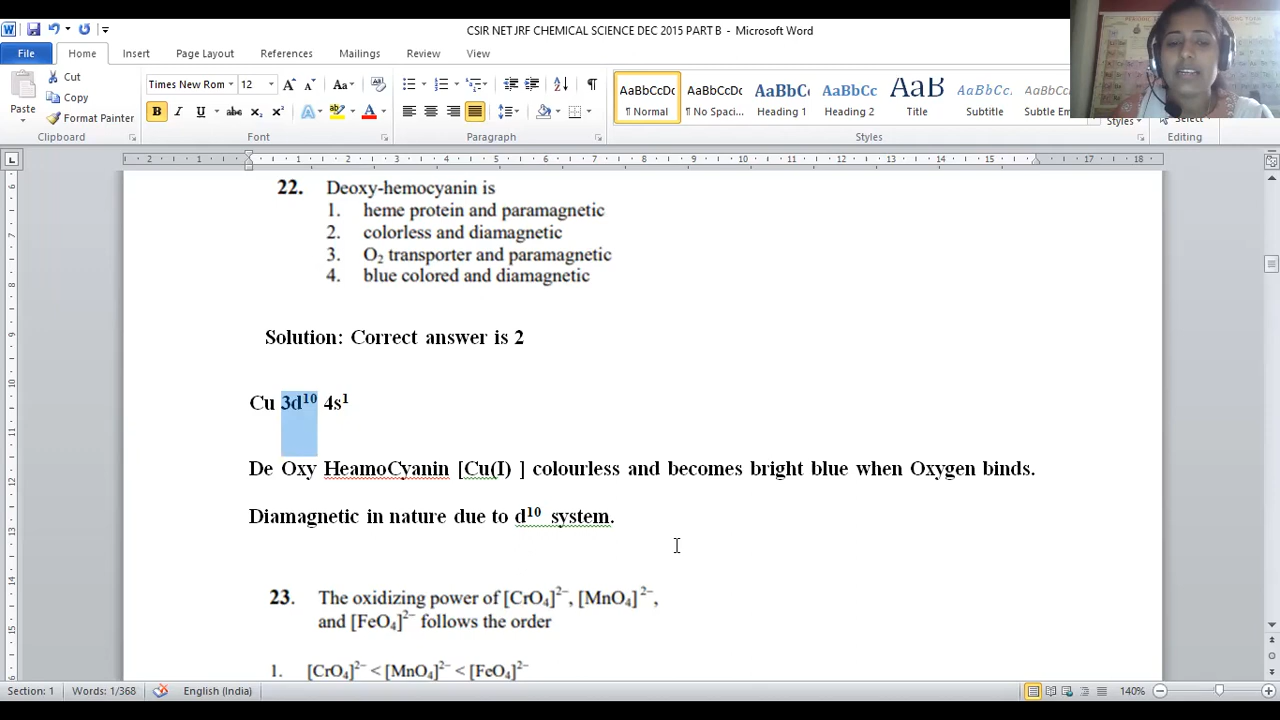 CSIR NET JRF CHEMICAL SCIENCE DEC 2015 PART B - Microsoft Word
File Home Insert Page Layout References Mailings Review View
Paste
Cut
Copy
Format Painter
Clipboard
Times New Rom 12
Font
Paragraph
AaBbCcDc AaBbCcDc AaBbCc AaBbCc AaB AaBbCc. AaBbCcDc
¶ Normal ¶ No Spaci... Heading 1 Heading 2 Title Subtitle Subtle Em
Styles
Editing
22. Deoxy-hemocyanin is
1. heme protein and paramagnetic
2. colorless and diamagnetic
3. O₂ transporter and paramagnetic
4. blue colored and diamagnetic
Solution: Correct answer is 2
Cu 3d¹⁰ 4s¹
De Oxy HeamoCyanin [Cu(I) ] colourless and becomes bright blue when Oxygen binds.
Diamagnetic in nature due to d¹⁰ system.
23. The oxidizing power of [CrO₄]²⁻, [MnO₄]²⁻,
and [FeO₄]²⁻ follows the order
1. [CrO₄]²⁻ < [MnO₄]²⁻ < [FeO₄]²⁻
Section: 1 Words: 1/368 English (India) 140%